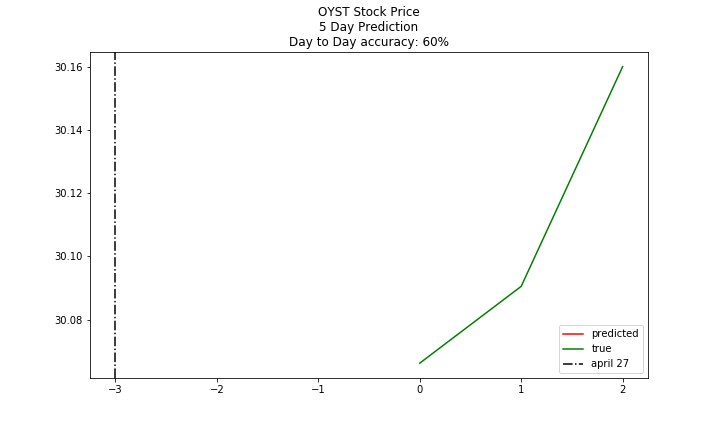 OYST Stock Price
5 Day Prediction
Day to Day accuracy: 60%
30.16
30.14
30.12
30.10
30.08
−3
−2
−1
0
1
2
predicted
true
april 27